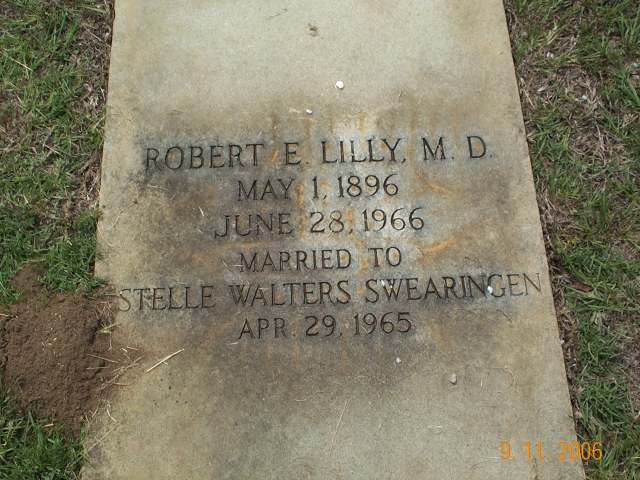 ROBERT E. LILLY, M. D.
MAY 1, 1896
JUNE 28, 1966
MARRIED TO
STELLE WALTERS SWEARINGEN
APR. 29, 1965
9. 11. 2006